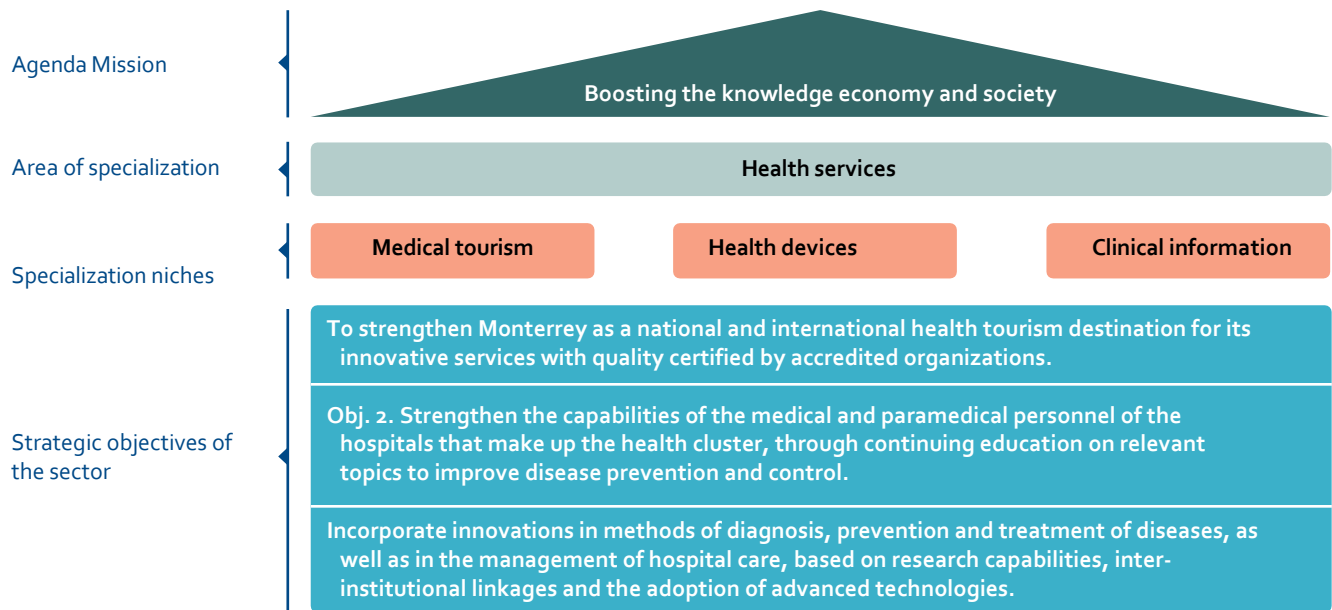 Agenda Mission
Boosting the knowledge economy and society
Area of specialization
Health services
Specialization niches
Medical tourism
Health devices
Clinical information
Strategic objectives of
the sector
To strengthen Monterrey as a national and international health tourism destination for its
innovative services with quality certified by accredited organizations.
Obj. 2. Strengthen the capabilities of the medical and paramedical personnel of the
hospitals that make up the health cluster, through continuing education on relevant
topics to improve disease prevention and control.
Incorporate innovations in methods of diagnosis, prevention and treatment of diseases, as
well as in the management of hospital care, based on research capabilities, inter-
institutional linkages and the adoption of advanced technologies.